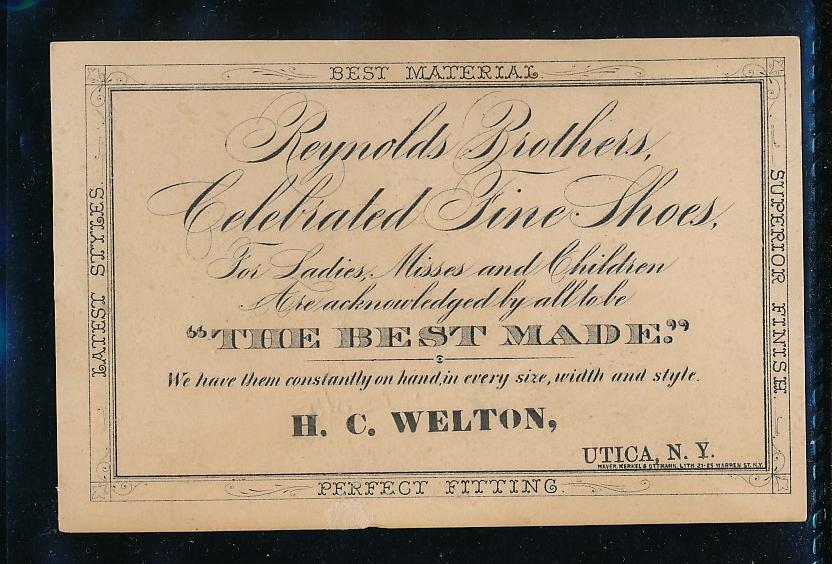 BEST MATERIAL
LATEST STYLES.
Reynolds Brothers,
Celebrated Fine Shoes,
For Ladies, Misses and Children
Are acknowledged by all to be
"THE BEST MADE."
We have them constantly on hand, in every size, width and style.
H. C. WELTON,
UTICA, N. Y.
MAYER, MERKEL & OTTMANN, LITH. 21-25 WARREN ST. N.Y.
SUPERIOR FINISH.
PERFECT FITTING.